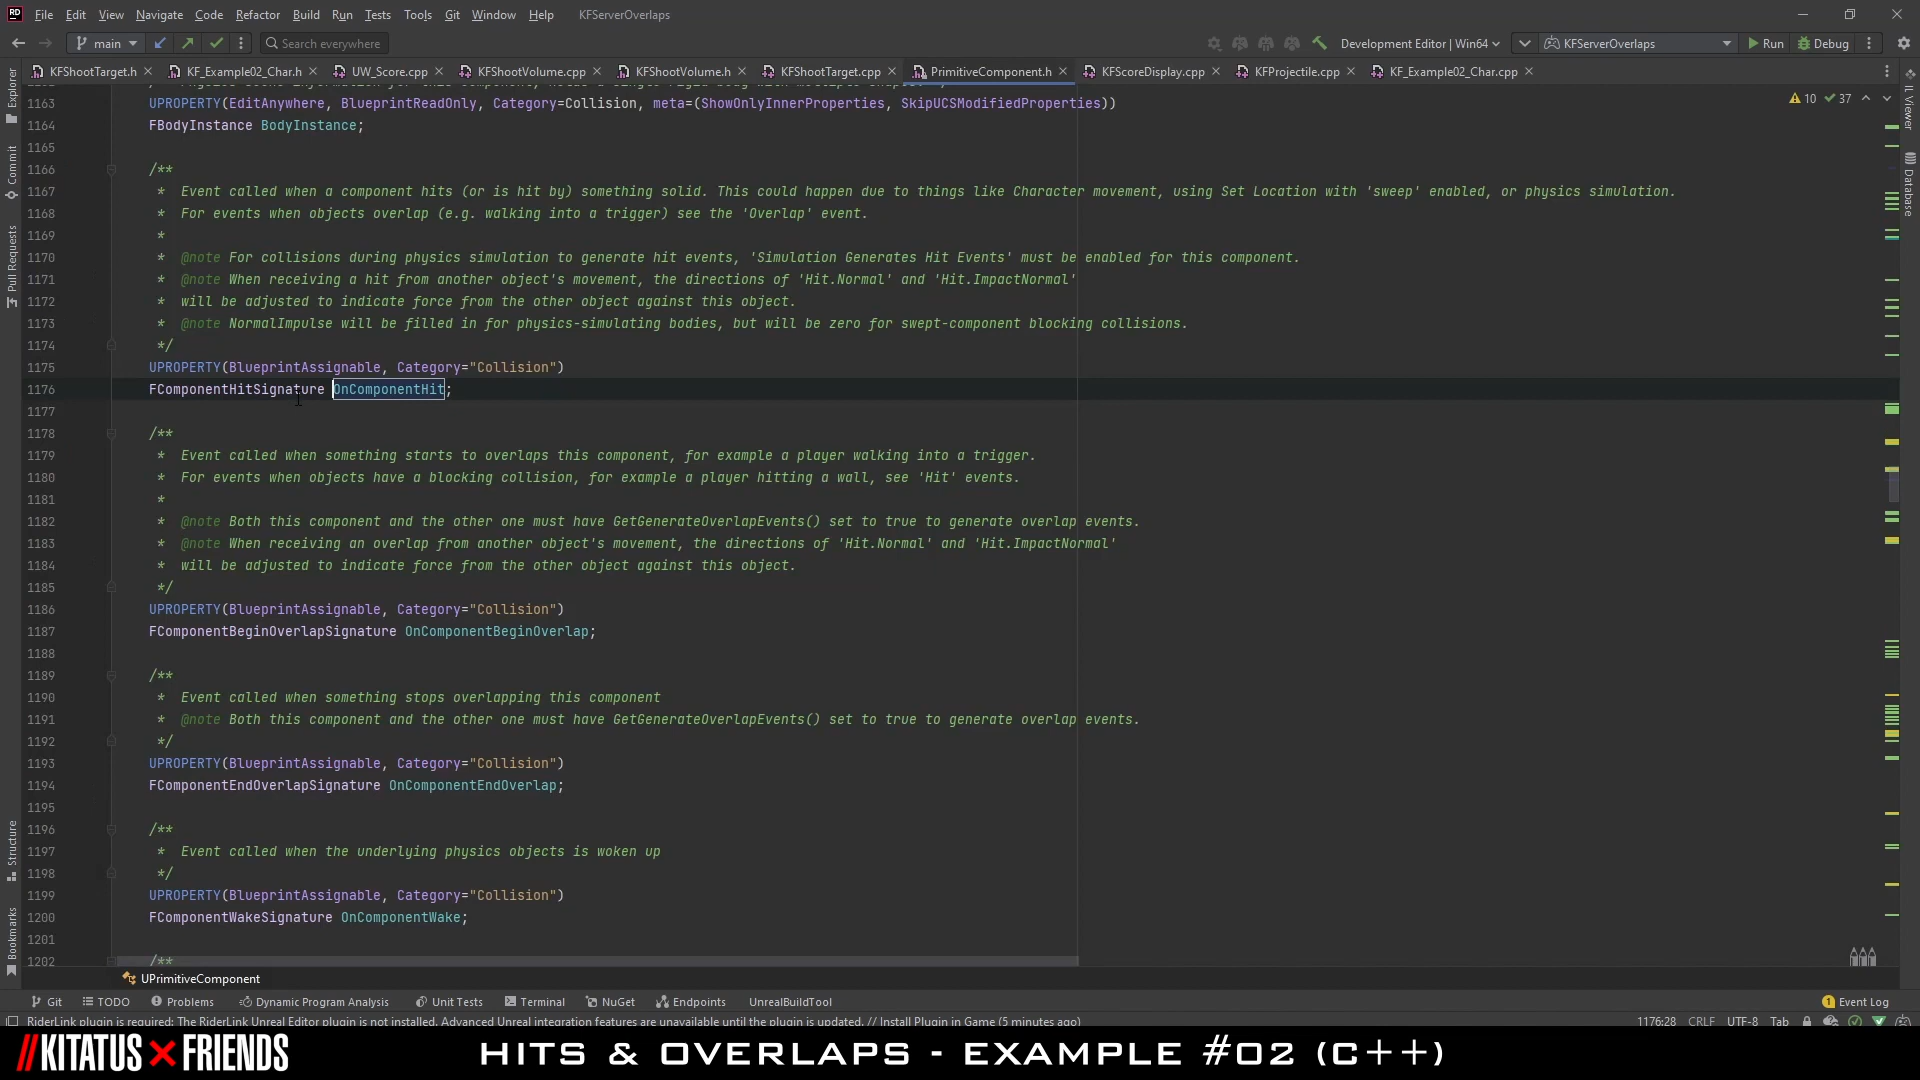 RD File Edit View Navigate Code Refactor Build Run Tests Tools Git Window Help KFServerOverlaps
main Search everywhere Development Editor | Win64 KFServerOverlaps Run Debug
KFShootTarget.h KF_Example02_Char.h UW_Score.cpp KFShootVolume.cpp KFShootVolume.h KFShootTarget.cpp PrimitiveComponent.h KFScoreDisplay.cpp KFProjectile.cpp KF_Example02_Char.cpp
10 37
1163 UPROPERTY(EditAnywhere, BlueprintReadOnly, Category=Collision, meta=(ShowOnlyInnerProperties, SkipUCSModifiedProperties))
1164 FBodyInstance BodyInstance;
1165
1166 /**
1167 * Event called when a component hits (or is hit by) something solid. This could happen due to things like Character movement, using Set Location with 'sweep' enabled, or physics simulation.
1168 * For events when objects overlap (e.g. walking into a trigger) see the 'Overlap' event.
1169 *
1170 * @note For collisions during physics simulation to generate hit events, 'Simulation Generates Hit Events' must be enabled for this component.
1171 * @note When receiving a hit from another object's movement, the directions of 'Hit.Normal' and 'Hit.ImpactNormal'
1172 * will be adjusted to indicate force from the other object against this object.
1173 * @note NormalImpulse will be filled in for physics-simulating bodies, but will be zero for swept-component blocking collisions.
1174 */
1175 UPROPERTY(BlueprintAssignable, Category="Collision")
1176 FComponentHitSignature OnComponentHit;
1177
1178 /**
1179 * Event called when something starts to overlaps this component, for example a player walking into a trigger.
1180 * For events when objects have a blocking collision, for example a player hitting a wall, see 'Hit' events.
1181 *
1182 * @note Both this component and the other one must have GetGenerateOverlapEvents() set to true to generate overlap events.
1183 * @note When receiving an overlap from another object's movement, the directions of 'Hit.Normal' and 'Hit.ImpactNormal'
1184 * will be adjusted to indicate force from the other object against this object.
1185 */
1186 UPROPERTY(BlueprintAssignable, Category="Collision")
1187 FComponentBeginOverlapSignature OnComponentBeginOverlap;
1188
1189 /**
1190 * Event called when something stops overlapping this component
1191 * @note Both this component and the other one must have GetGenerateOverlapEvents() set to true to generate overlap events.
1192 */
1193 UPROPERTY(BlueprintAssignable, Category="Collision")
1194 FComponentEndOverlapSignature OnComponentEndOverlap;
1195
1196 /**
1197 * Event called when the underlying physics objects is woken up
1198 */
1199 UPROPERTY(BlueprintAssignable, Category="Collision")
1200 FComponentWakeSignature OnComponentWake;
1201
1202 /**
Explorer
Commit
Pull Requests
Structure
Bookmarks
IL Viewer
Database
UPrimitiveComponent
Git TODO Problems Dynamic Program Analysis Unit Tests Terminal NuGet Endpoints UnrealBuildTool 1 Event Log
RiderLink plugin is required: The RiderLink Unreal Editor plugin is not installed. Advanced Unreal integration features are unavailable until the plugin is updated. // Install Plugin in Game (5 minutes ago) 1176:28 CRLF UTF-8 Tab
//KITATUS X FRIENDS HITS & OVERLAPS - EXAMPLE #02 (C++)